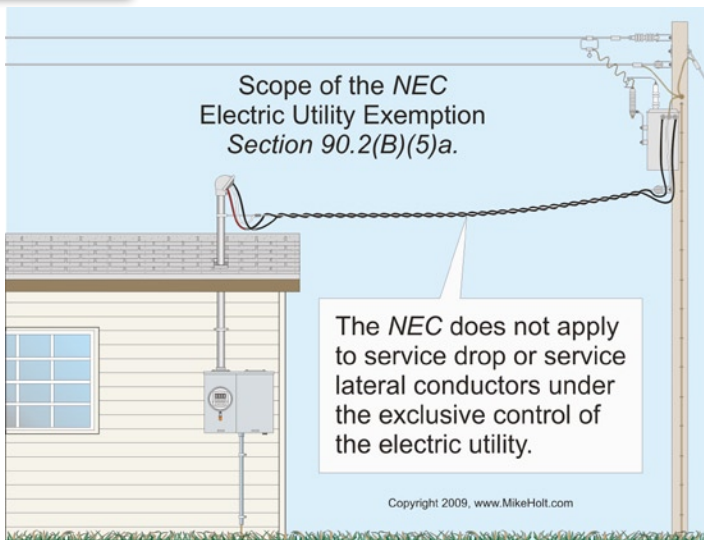 Scope of the NEC
Electric Utility Exemption
Section 90.2(B)(5)a.
The NEC does not apply
to service drop or service
lateral conductors under
the exclusive control of
the electric utility.
Copyright 2009, www.MikeHolt.com